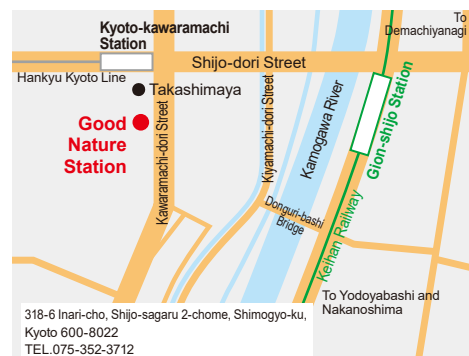 To
Demachiyanagi
Kyoto-kawaramachi
Station
Shijo-dori Street
Hankyu Kyoto Line
Takashimaya
Good
Nature
Station
Kawaramachi-dori Street
Kiyamachi-dori Street
Kamogawa River
Gion-shijo Station
Donguri-bashi
Bridge
Keihan Railway
To Yodoyabashi and
Nakanoshima
318-6 Inari-cho, Shijo-sagaru 2-chome, Shimogyo-ku,
Kyoto 600-8022
TEL.075-352-3712